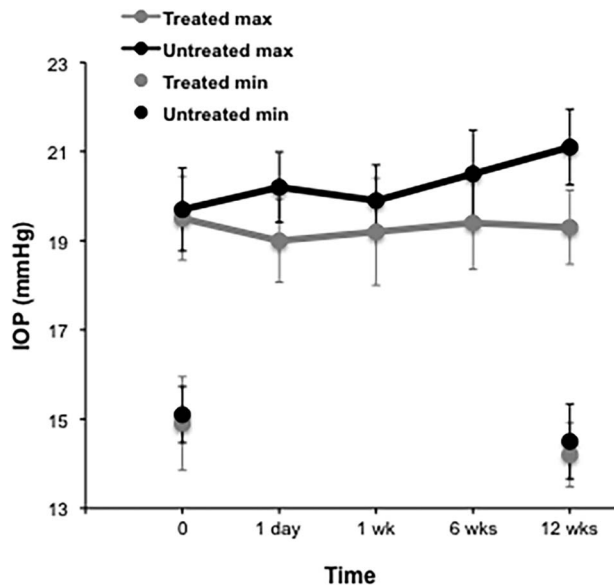 Treated max
Untreated max
Treated min
Untreated min
23
21
19
17
15
13
IOP (mmHg)
0 1 day 1 wk 6 wks 12 wks
Time